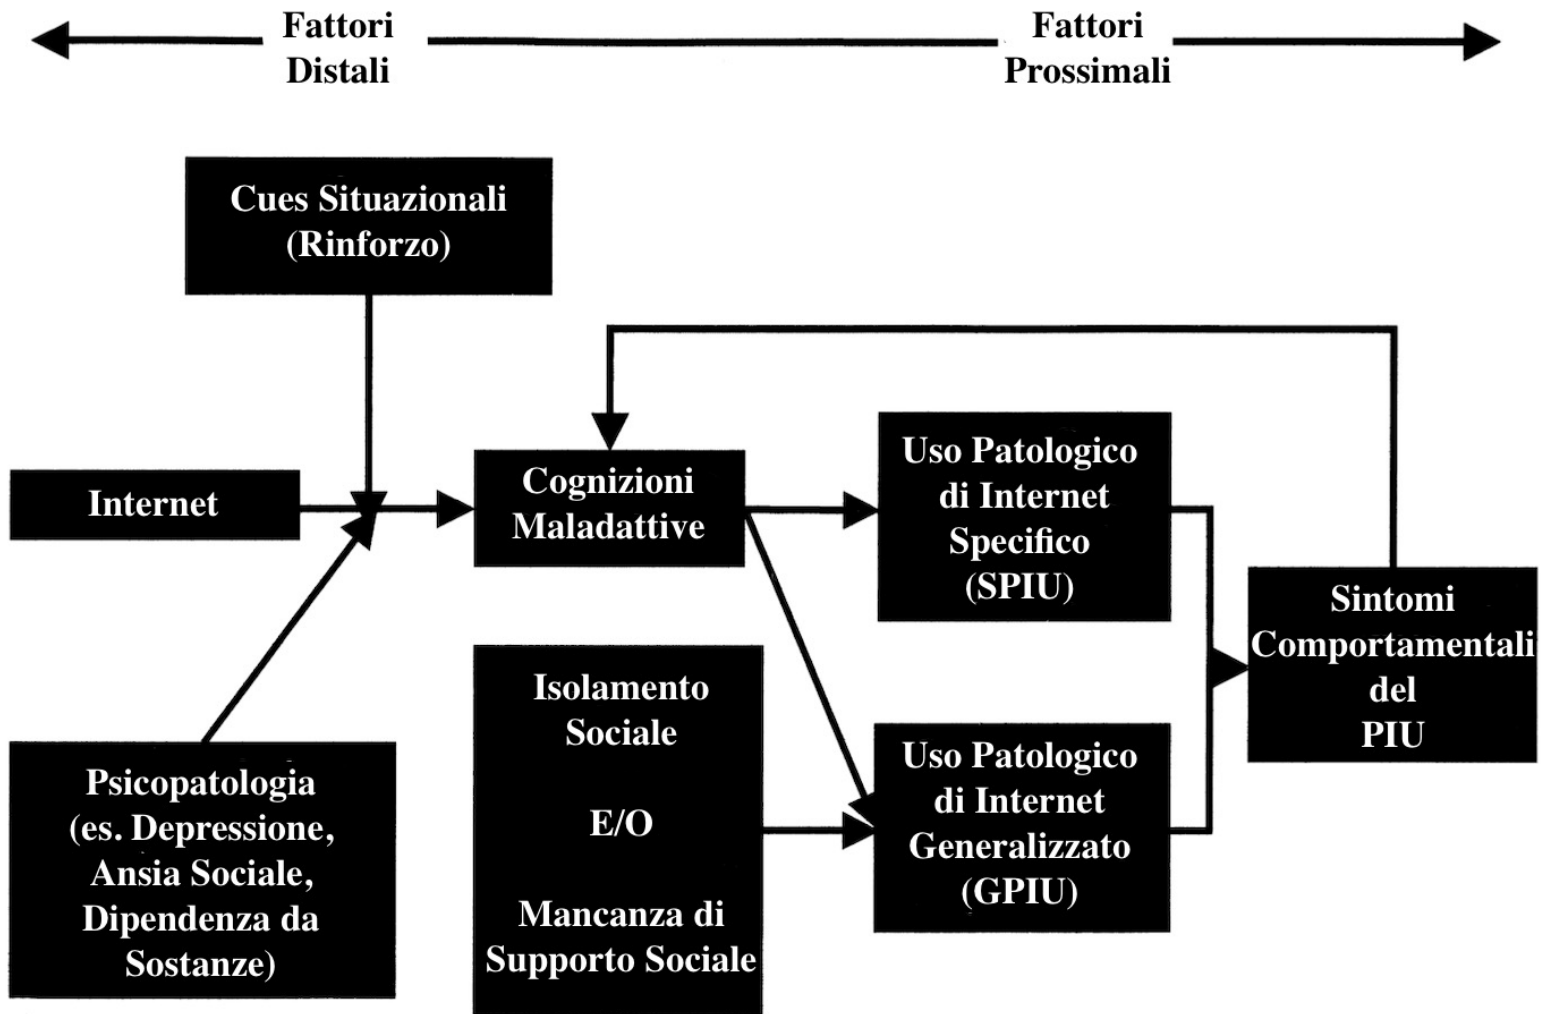 Fattori
Distali
Fattori
Prossimali
Cues Situazionali
(Rinforzo)
Internet
Cognizioni
Maladattive
Uso Patologico
di Internet
Specifico
(SPIU)
Sintomi
Comportamentali
del
PIU
Isolamento
Sociale
E/O
Mancanza di
Supporto Sociale
Uso Patologico
di Internet
Generalizzato
(GPIU)
Psicopatologia
(es. Depressione,
Ansia Sociale,
Dipendenza da
Sostanze)